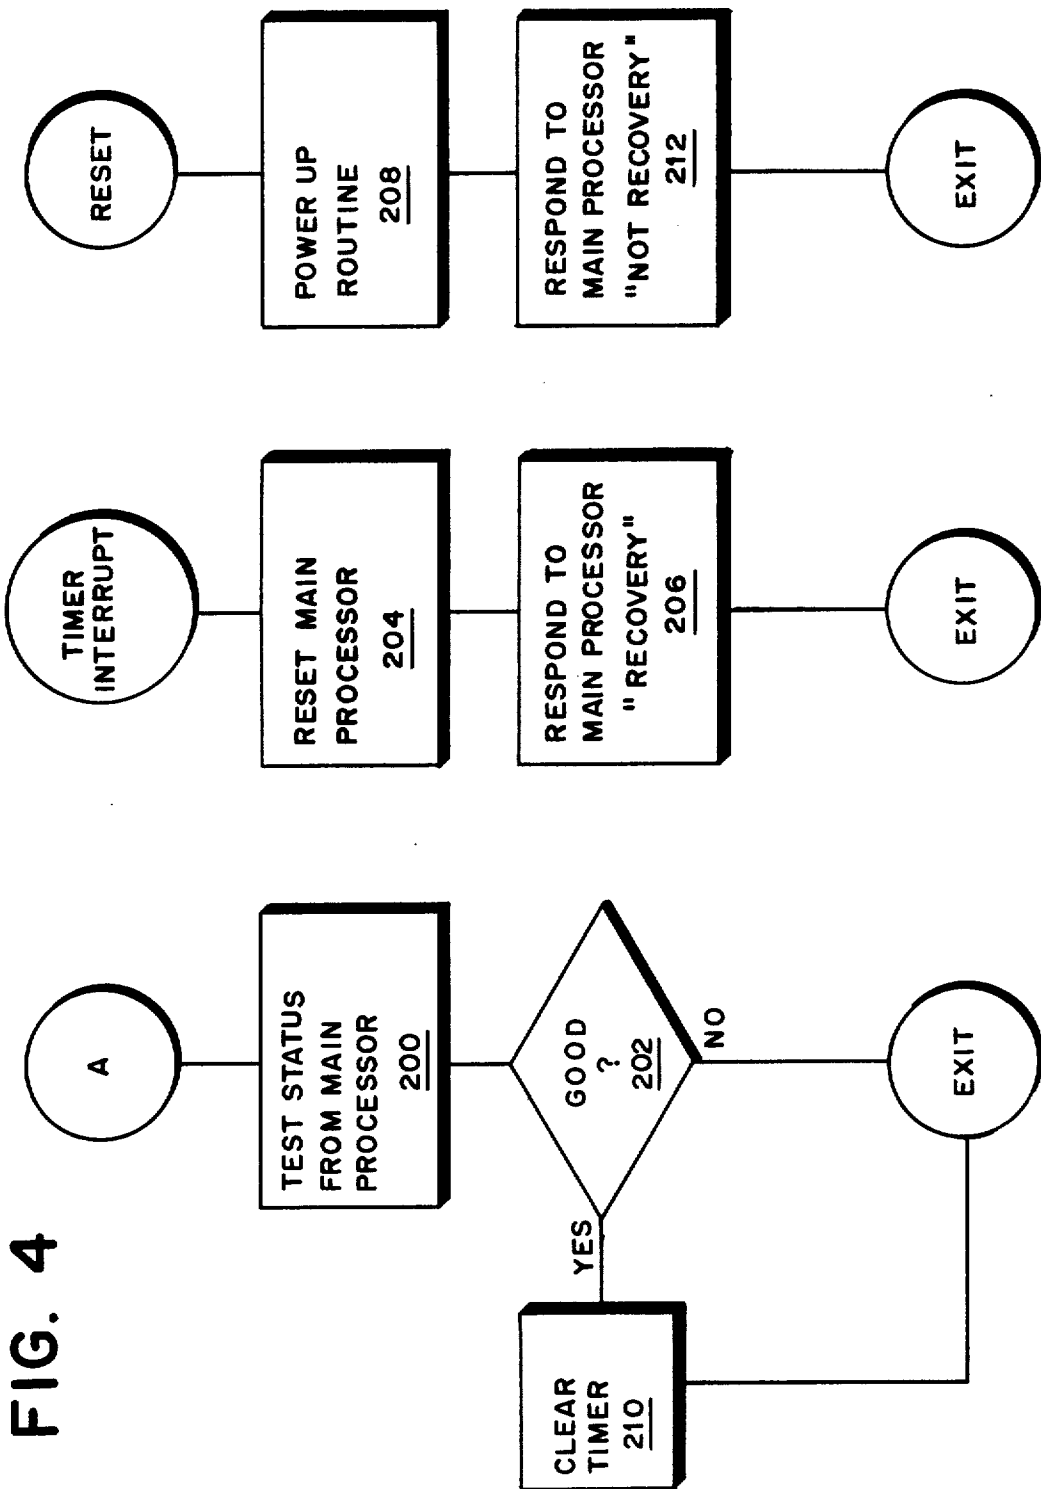 FIG. 4
A
TEST STATUS
FROM MAIN
PROCESSOR
200
GOOD
?
202
YES
NO
CLEAR
TIMER
210
EXIT
TIMER
INTERRUPT
RESET MAIN
PROCESSOR
204
RESPOND TO
MAIN PROCESSOR
"RECOVERY"
206
EXIT
RESET
POWER UP
ROUTINE
208
RESPOND TO
MAIN PROCESSOR
"NOT RECOVERY"
212
EXIT